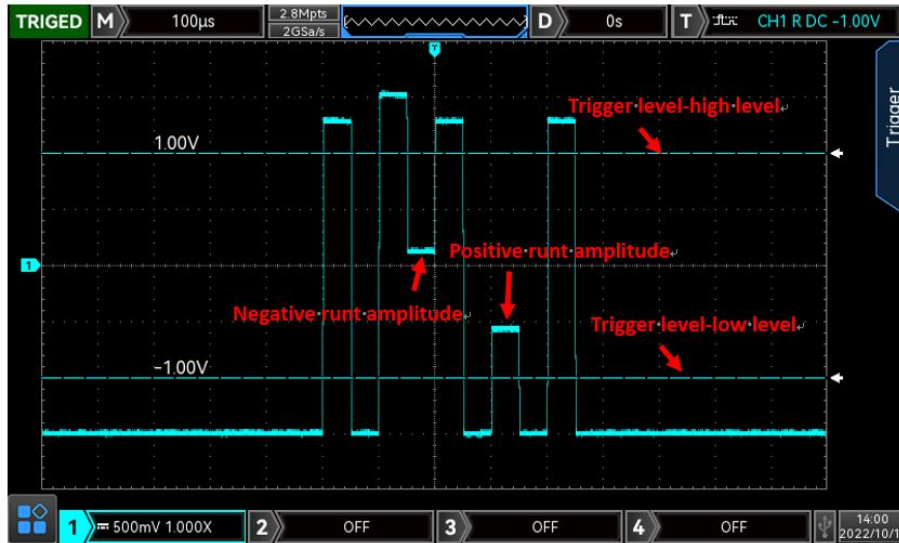 TRIGED M 100μs 2.8Mpts 2GSa/s D 0s T CH1 R DC -1.00V
T
Trigger
Trigger level-high level
1.00V
1
Positive runt amplitude
Negative runt amplitude
Trigger level-low level
-1.00V
1 500mV 1.000X 2 OFF 3 OFF 4 OFF 14:00